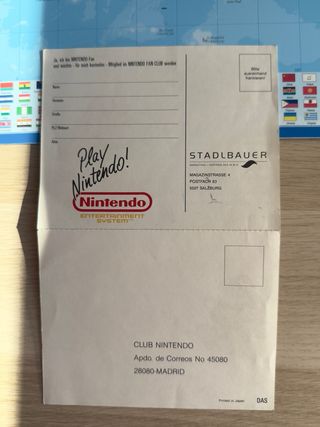 Ja, ich bin NINTENDO Fan
und möchte - für mich kostenlos - Mitglied im NINTENDO FAN CLUB werden
Name
Vorname
Straße
PLZ/Wohnort
Alter
Bitte
ausreichend
frankieren!
Play
Nintendo!
Nintendo
ENTERTAINMENT
SYSTEM
STADLBAUER
MAGAZINSTRASSE 4
POSTFACH 83
5027 SALZBURG
CLUB NINTENDO
Apdo. de Correos No 45080
28080-MADRID
Printed in Japan
DAS